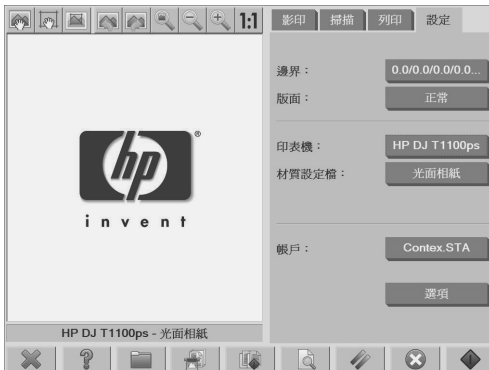 1:1
影印 掃描 列印 設定
邊界： 0.0/0.0/0.0/0.0...
版面： 正常
印表機： HP DJ T1100ps
材質設定檔： 光面相紙
帳戶： Contex.STA
選項
hp
®
invent
HP DJ T1100ps - 光面相紙